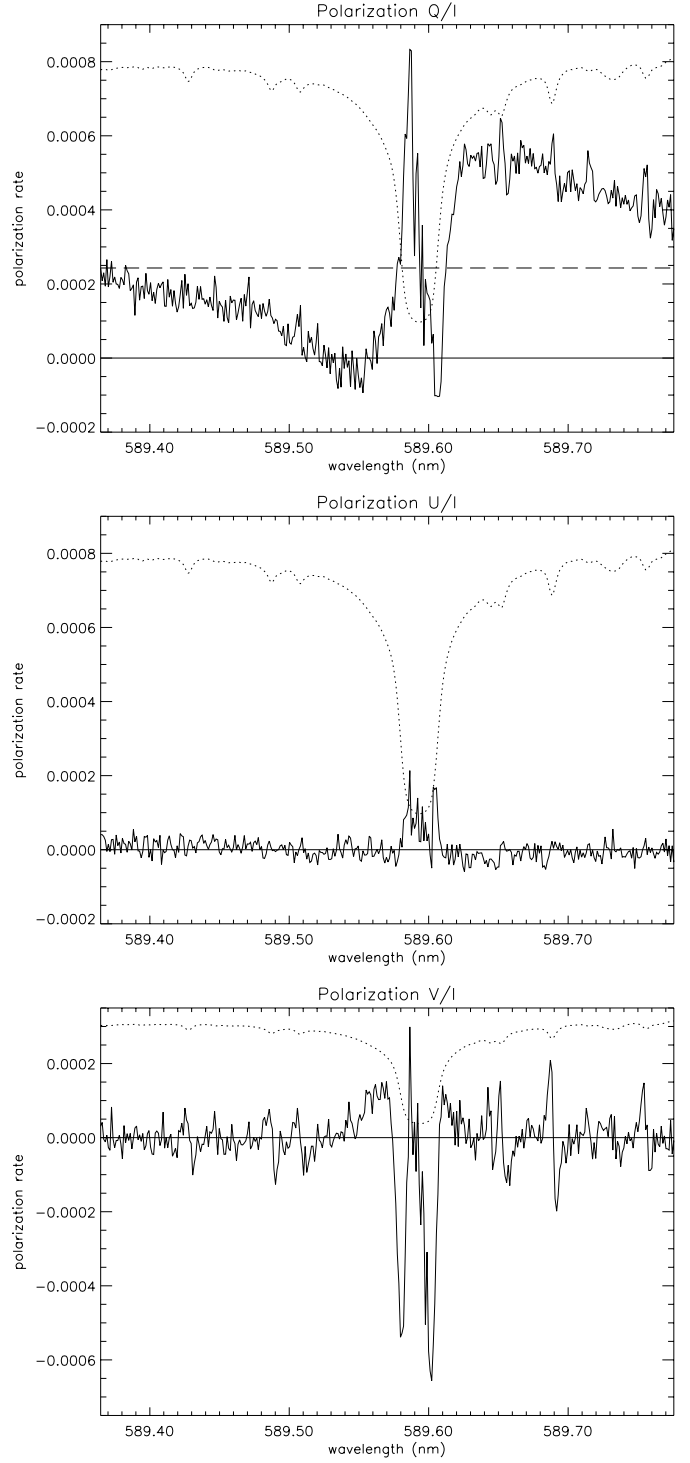 Polarization Q/I
0.0008
0.0006
0.0004
0.0002
0.0000
−0.0002
polarization rate
589.40 589.50 589.60 589.70
wavelength (nm)
Polarization U/I
0.0008
0.0006
0.0004
0.0002
0.0000
−0.0002
polarization rate
589.40 589.50 589.60 589.70
wavelength (nm)
Polarization V/I
0.0002
0.0000
−0.0002
−0.0004
−0.0006
polarization rate
589.40 589.50 589.60 589.70
wavelength (nm)